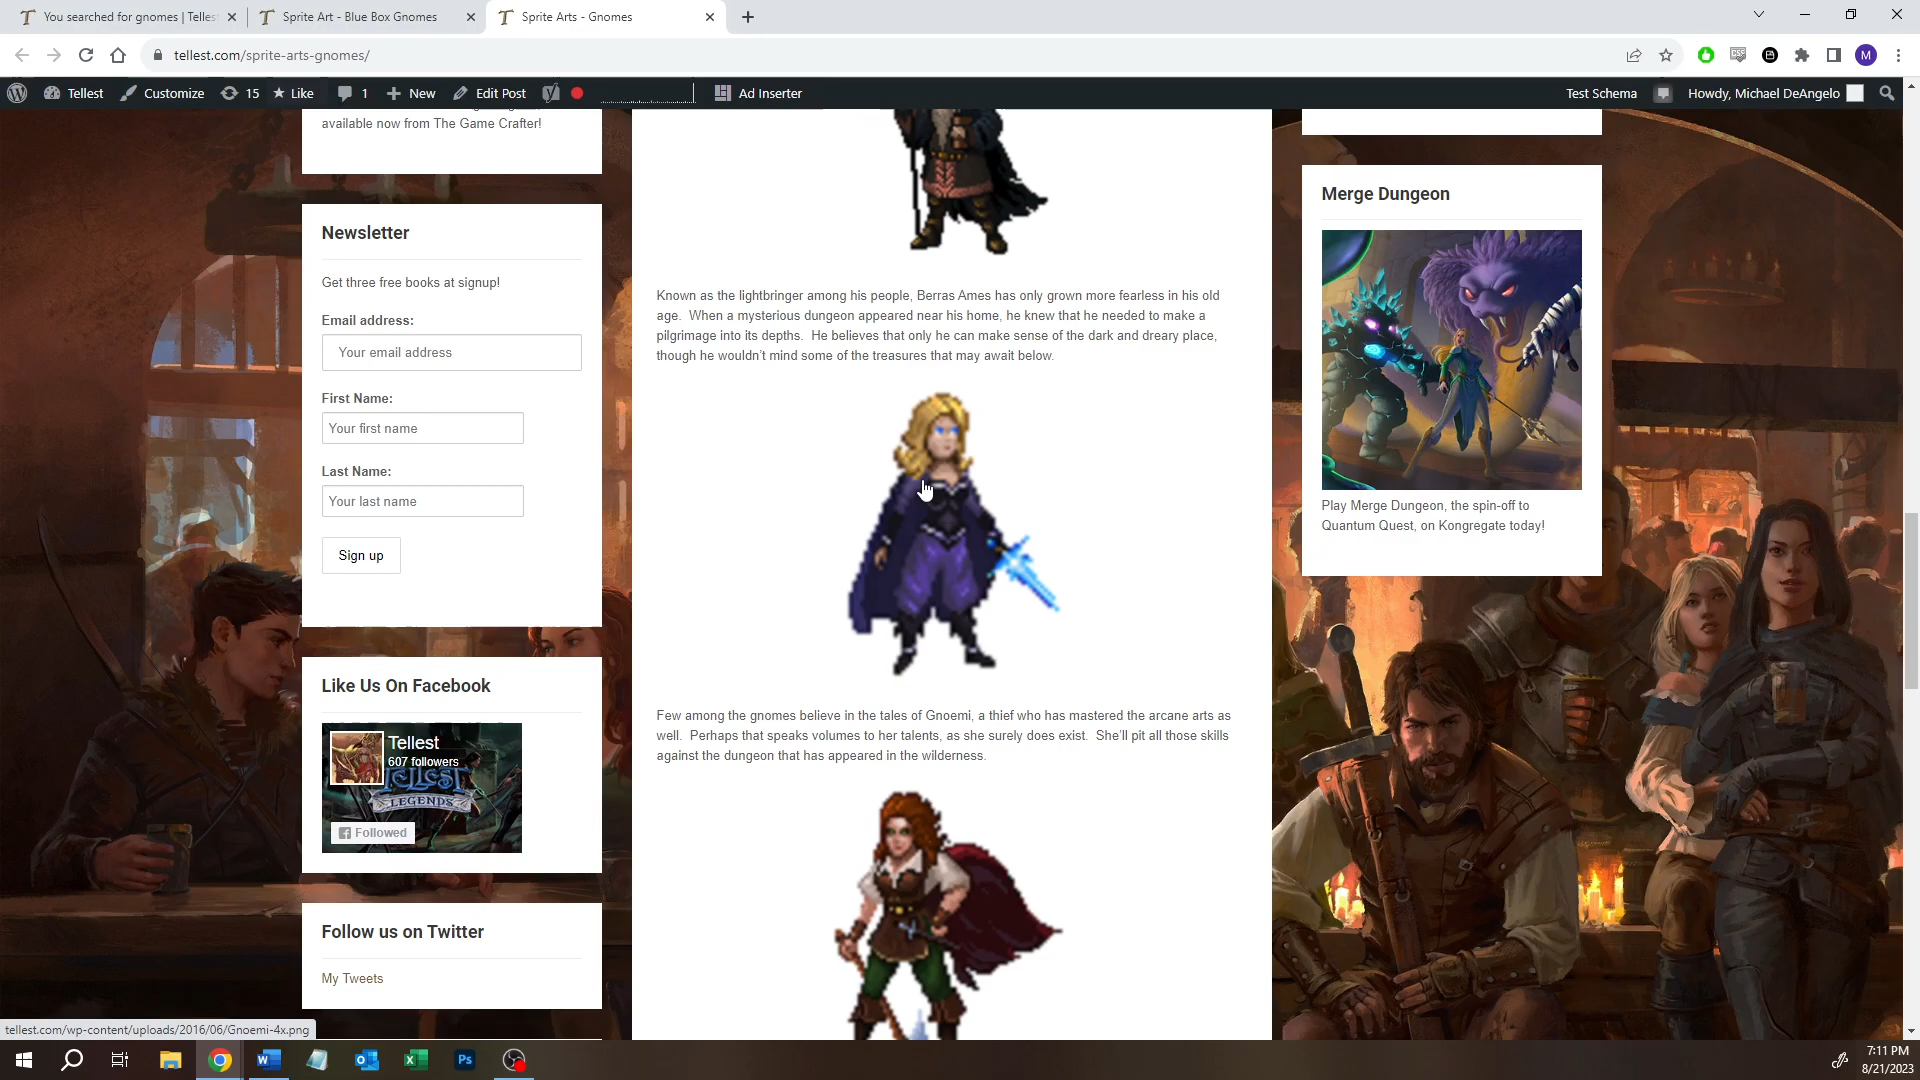 You searched for gnomes | Telles
Sprite Art - Blue Box Gnomes
Sprite Arts - Gnomes
tellest.com/sprite-arts-gnomes/
M
Tellest
Customize
15
Like
1
New
Edit Post
Ad Inserter
Test Schema
Howdy, Michael DeAngelo
available now from The Game Crafter!
Newsletter
Get three free books at signup!
Email address:
Your email address
First Name:
Your first name
Last Name:
Your last name
Sign up
Like Us On Facebook
Tellest
607 followers
TELLEST
LEGENDS
Followed
Follow us on Twitter
My Tweets
Known as the lightbringer among his people, Berras Ames has only grown more fearless in his old
age. When a mysterious dungeon appeared near his home, he knew that he needed to make a
pilgrimage into its depths. He believes that only he can make sense of the dark and dreary place,
though he wouldn't mind some of the treasures that may await below.
Few among the gnomes believe in the tales of Gnoemi, a thief who has mastered the arcane arts as
well. Perhaps that speaks volumes to her talents, as she surely does exist. She'll pit all those skills
against the dungeon that has appeared in the wilderness.
Merge Dungeon
Play Merge Dungeon, the spin-off to
Quantum Quest, on Kongregate today!
tellest.com/wp-content/uploads/2016/06/Gnoemi-4x.png
Ps
7:11 PM
8/21/2023